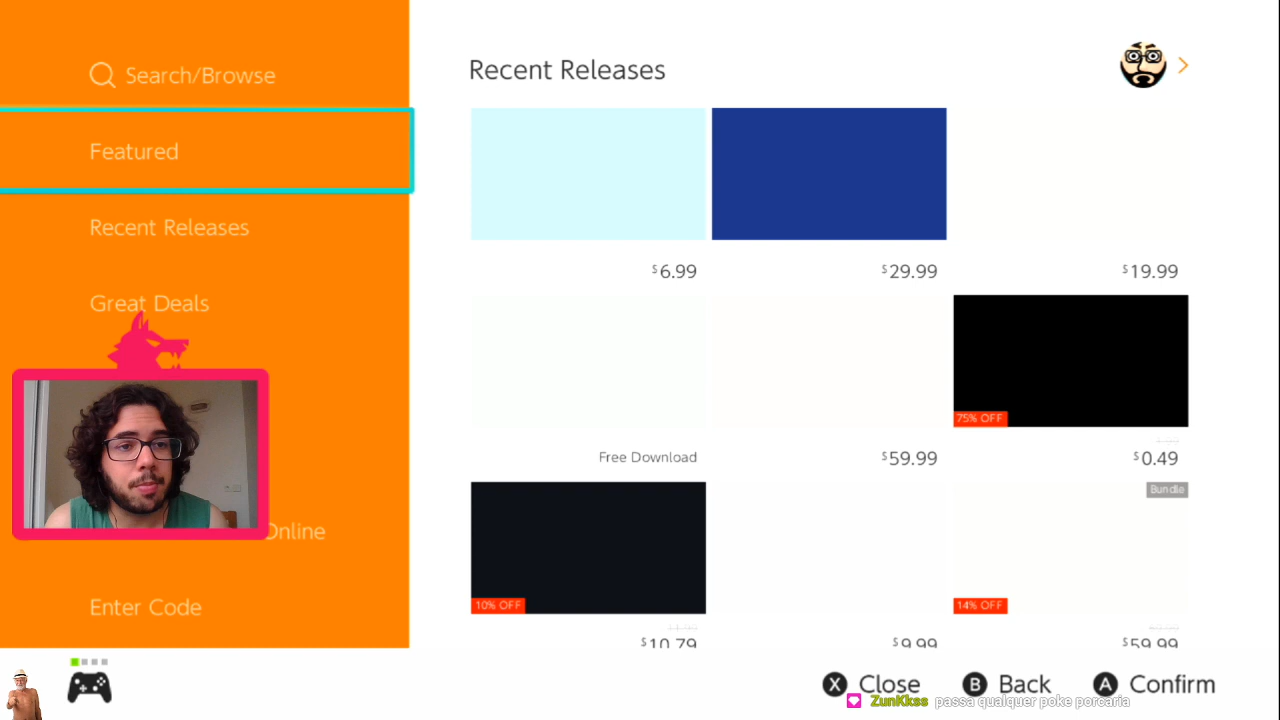 Search/Browse
Featured
Recent Releases
Great Deals
Online
Enter Code
Recent Releases
$6.99
$29.99
$19.99
Free Download
$59.99
75% OFF
$0.49
10% OFF
$10.79
$9.99
Bundle
14% OFF
$59.99
X Close
B Back
A Confirm
ZunKkss passa qualquer poke porcaria